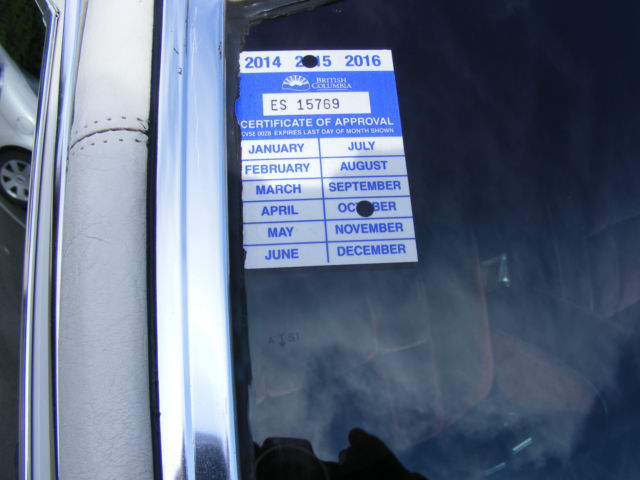 2014 2015 2016
BRITISH
COLUMBIA
ES 15769
CERTIFICATE OF APPROVAL
CVSE 0028 EXPIRES LAST DAY OF MONTH SHOWN
JANUARY JULY
FEBRUARY AUGUST
MARCH SEPTEMBER
APRIL OCTOBER
MAY NOVEMBER
JUNE DECEMBER